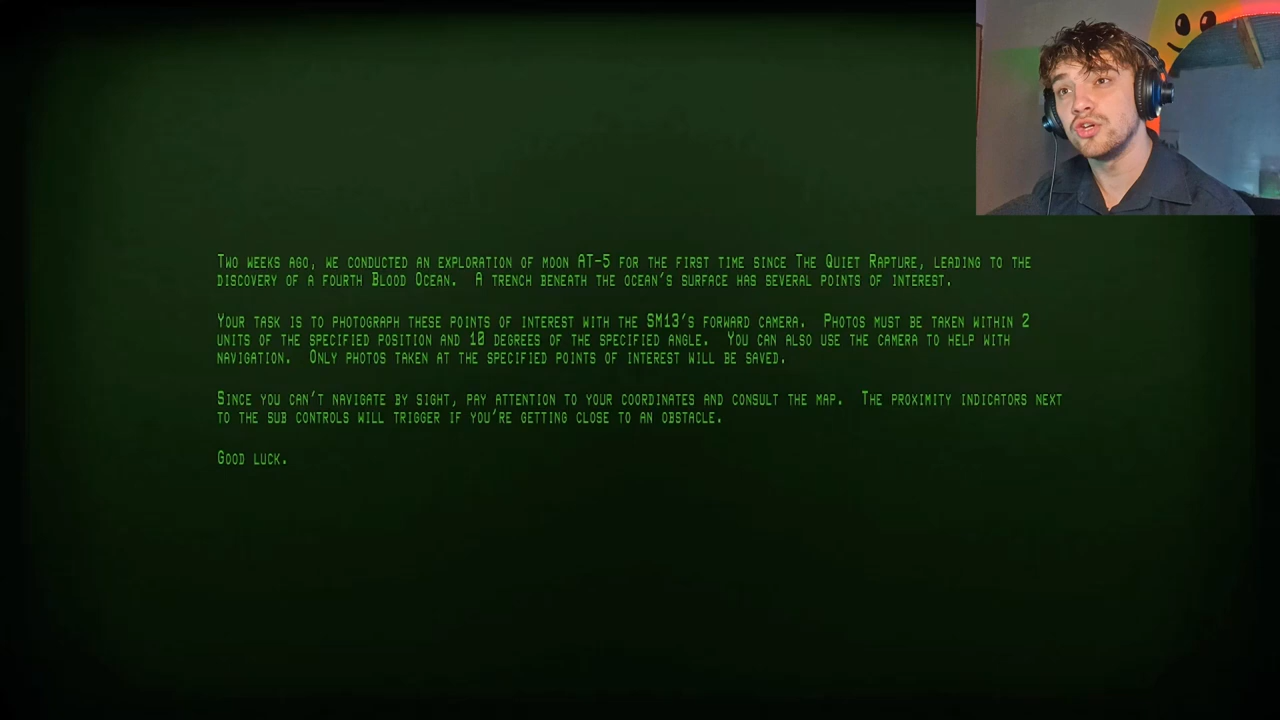 Two weeks ago, we conducted an exploration of moon AT-5 for the first time since The Quiet Rapture, leading to the
discovery of a fourth Blood Ocean. A trench beneath the ocean's surface has several points of interest.
Your task is to photograph these points of interest with the SM13's forward camera. Photos must be taken within 2
units of the specified position and 10 degrees of the specified angle. You can also use the camera to help with
navigation. Only photos taken at the specified points of interest will be saved.
Since you can't navigate by sight, pay attention to your coordinates and consult the map. The proximity indicators next
to the sub controls will trigger if you're getting close to an obstacle.
Good luck.